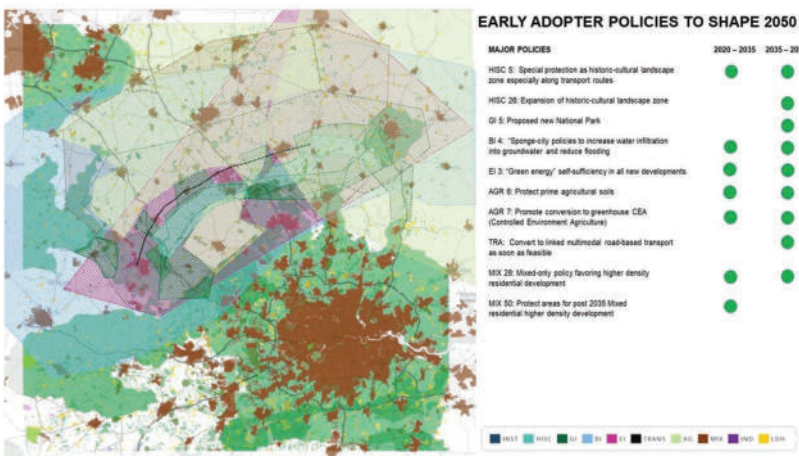 EARLY ADOPTER POLICIES TO SHAPE 2050
MAJOR POLICIES 2020 – 2035 2035 – 20
HISC 5: Special protection as historic-cultural landscape
zone especially along transport routes
HISC 26: Expansion of historic-cultural landscape zone
GI 5: Proposed new National Park
BI 4: "Sponge-city policies to increase water infiltration
into groundwater and reduce flooding
EI 3: "Green energy" self-sufficiency in all new developments
AGR 6: Protect prime agricultural soils
AGR 7: Promote conversion to greenhouse CEA
(Controlled Environment Agriculture)
TRA: Convert to linked multimodal road-based transport
as soon as feasible
MIX 28: Mixed-only policy favoring higher density
residential development
MIX 50: Protect areas for post 2035 Mixed
residential higher density development
INST HISC GI BI EI TRANS AG MIX IND LDH